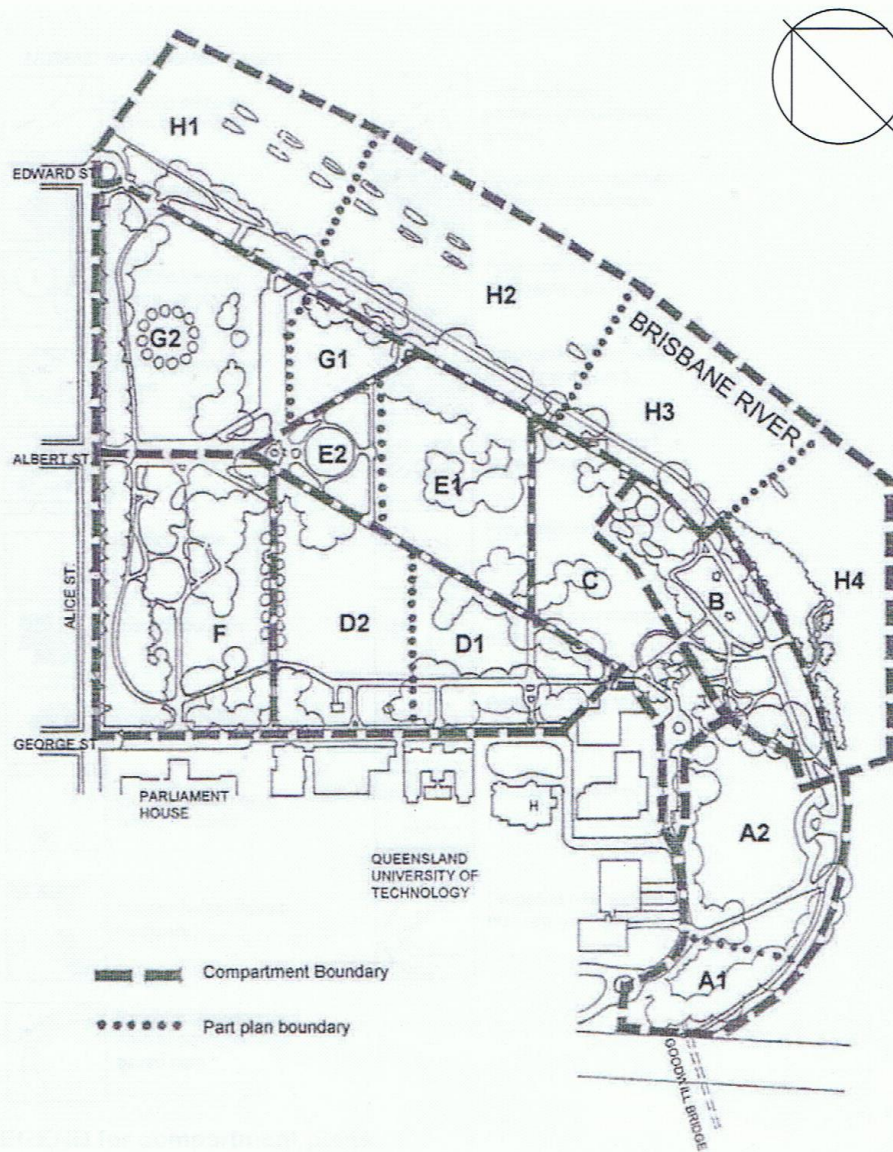 H1
EDWARD ST.
H2
G2
G1
BRISBANE RIVER
H3
ALBERT ST.
E2
E1
ALICE ST.
C
H4
B
F
D2
D1
GEORGE ST.
PARLIAMENT
HOUSE
H
A2
QUEENSLAND
UNIVERSITY OF
TECHNOLOGY
Compartment Boundary
A1
Part plan boundary
GOODWILL BRIDGE